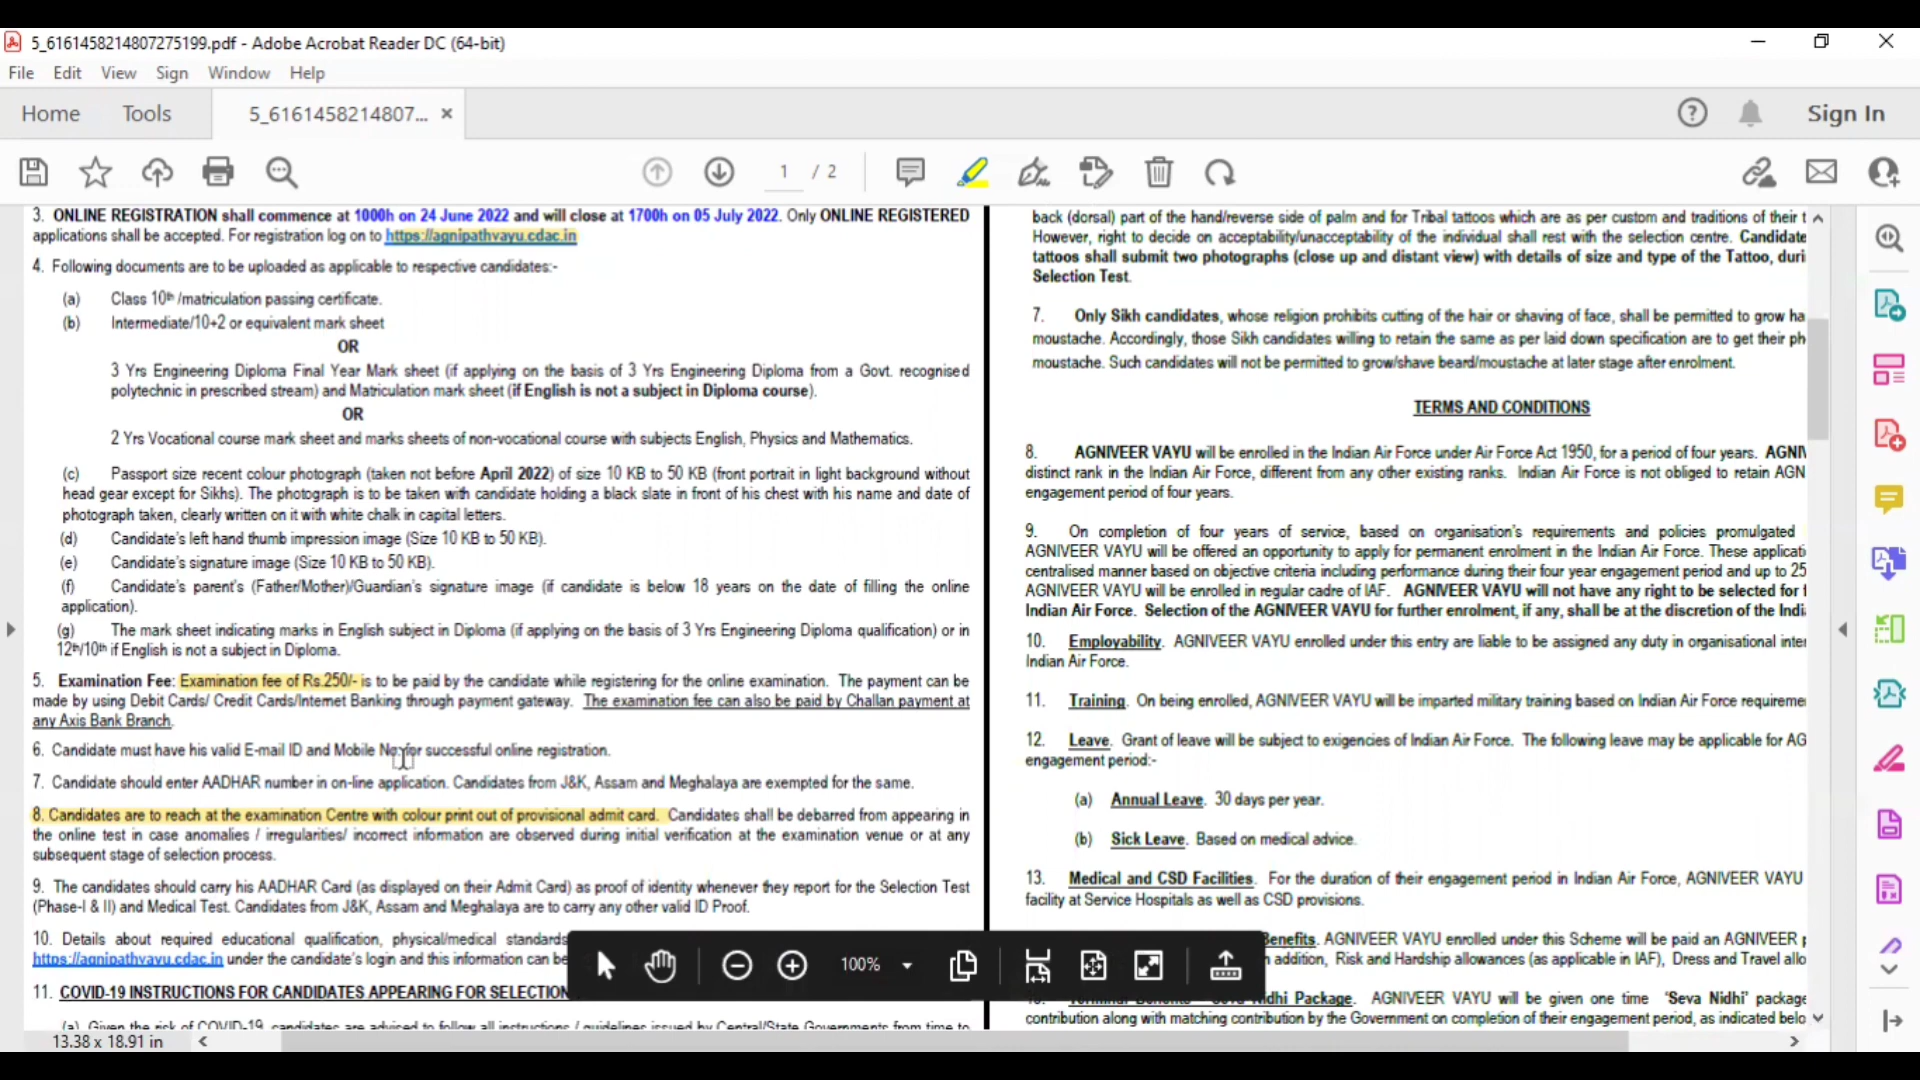 5_6161458214807275199.pdf - Adobe Acrobat Reader DC (64-bit)
File Edit View Sign Window Help
Home Tools 5_6161458214807... × Sign In
1 / 2
3. ONLINE REGISTRATION shall commence at 1000h on 24 June 2022 and will close at 1700h on 05 July 2022. Only ONLINE REGISTERED
applications shall be accepted. For registration log on to https://agnipathvayu.cdac.in
4. Following documents are to be uploaded as applicable to respective candidates:-
(a) Class 10th /matriculation passing certificate.
(b) Intermediate/10+2 or equivalent mark sheet
OR
3 Yrs Engineering Diploma Final Year Mark sheet (if applying on the basis of 3 Yrs Engineering Diploma from a Govt. recognised
polytechnic in prescribed stream) and Matriculation mark sheet (if English is not a subject in Diploma course).
OR
2 Yrs Vocational course mark sheet and marks sheets of non-vocational course with subjects English, Physics and Mathematics.
(c) Passport size recent colour photograph (taken not before April 2022) of size 10 KB to 50 KB (front portrait in light background without
head gear except for Sikhs). The photograph is to be taken with candidate holding a black slate in front of his chest with his name and date of
photograph taken, clearly written on it with white chalk in capital letters.
(d) Candidate's left hand thumb impression image (Size 10 KB to 50 KB).
(e) Candidate's signature image (Size 10 KB to 50 KB).
(f) Candidate's parent's (Father/Mother)/Guardian's signature image (if candidate is below 18 years on the date of filling the online
application).
(g) The mark sheet indicating marks in English subject in Diploma (if applying on the basis of 3 Yrs Engineering Diploma qualification) or in
12th/10th if English is not a subject in Diploma.
5. Examination Fee: Examination fee of Rs.250/- is to be paid by the candidate while registering for the online examination. The payment can be
made by using Debit Cards/ Credit Cards/Internet Banking through payment gateway. The examination fee can also be paid by Challan payment at
any Axis Bank Branch.
6. Candidate must have his valid E-mail ID and Mobile No for successful online registration.
7. Candidate should enter AADHAR number in on-line application. Candidates from J&K, Assam and Meghalaya are exempted for the same.
8. Candidates are to reach at the examination Centre with colour print out of provisional admit card. Candidates shall be debarred from appearing in
the online test in case anomalies / irregularities/ incorrect information are observed during initial verification at the examination venue or at any
subsequent stage of selection process.
9. The candidates should carry his AADHAR Card (as displayed on their Admit Card) as proof of identity whenever they report for the Selection Test
(Phase-I & II) and Medical Test. Candidates from J&K, Assam and Meghalaya are to carry any other valid ID Proof.
10. Details about required educational qualification, physical/medical standards
https://agnipathvayu.cdac.in under the candidate's login and this information can be
11. COVID-19 INSTRUCTIONS FOR CANDIDATES APPEARING FOR SELECTION
(a) Given the risk of COVID-19, candidates are advised to follow all instructions / guidelines issued by Central/State Governments from time to
back (dorsal) part of the hand/reverse side of palm and for Tribal tattoos which are as per custom and traditions of their t
However, right to decide on acceptability/unacceptability of the individual shall rest with the selection centre. Candidate
tattoos shall submit two photographs (close up and distant view) with details of size and type of the Tattoo, duri
Selection Test.
7. Only Sikh candidates, whose religion prohibits cutting of the hair or shaving of face, shall be permitted to grow ha
moustache. Accordingly, those Sikh candidates willing to retain the same as per laid down specification are to get their ph
moustache. Such candidates will not be permitted to grow/shave beard/moustache at later stage after enrolment.
TERMS AND CONDITIONS
8. AGNIVEER VAYU will be enrolled in the Indian Air Force under Air Force Act 1950, for a period of four years. AGNIV
distinct rank in the Indian Air Force, different from any other existing ranks. Indian Air Force is not obliged to retain AGN
engagement period of four years.
9. On completion of four years of service, based on organisation's requirements and policies promulgated
AGNIVEER VAYU will be offered an opportunity to apply for permanent enrolment in the Indian Air Force. These applicati
centralised manner based on objective criteria including performance during their four year engagement period and up to 25
AGNIVEER VAYU will be enrolled in regular cadre of IAF. AGNIVEER VAYU will not have any right to be selected for f
Indian Air Force. Selection of the AGNIVEER VAYU for further enrolment, if any, shall be at the discretion of the Indi
10. Employability. AGNIVEER VAYU enrolled under this entry are liable to be assigned any duty in organisational inter
Indian Air Force.
11. Training. On being enrolled, AGNIVEER VAYU will be imparted military training based on Indian Air Force requireme
12. Leave. Grant of leave will be subject to exigencies of Indian Air Force. The following leave may be applicable for AG
engagement period:-
(a) Annual Leave. 30 days per year.
(b) Sick Leave. Based on medical advice.
13. Medical and CSD Facilities. For the duration of their engagement period in Indian Air Force, AGNIVEER VAYU
facility at Service Hospitals as well as CSD provisions.
Benefits. AGNIVEER VAYU enrolled under this Scheme will be paid an AGNIVEER p
addition, Risk and Hardship allowances (as applicable in IAF), Dress and Travel allo
Terminal Benefits - Seva Nidhi Package. AGNIVEER VAYU will be given one time 'Seva Nidhi' package
contribution along with matching contribution by the Government on completion of their engagement period, as indicated belo
100%
13.38 x 18.91 in